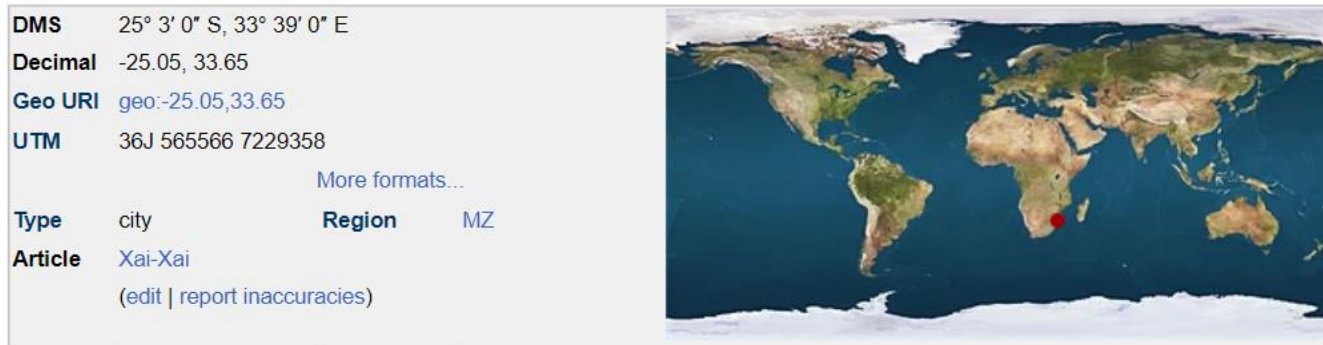 DMS 25° 3′ 0″ S, 33° 39′ 0″ E
Decimal -25.05, 33.65
Geo URI geo:-25.05,33.65
UTM 36J 565566 7229358
More formats...
Type city Region MZ
Article Xai-Xai
(edit | report inaccuracies)